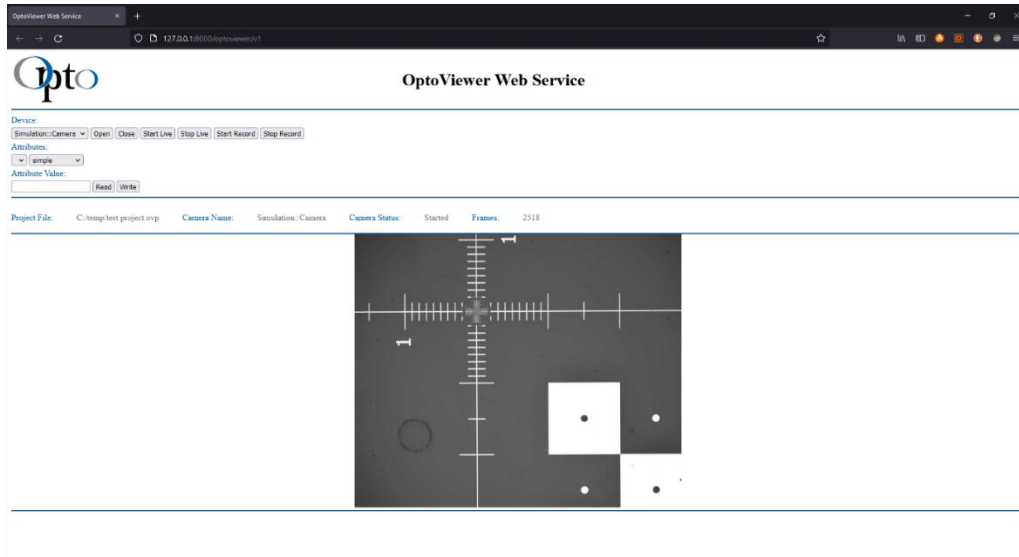 OptoViewer Web Service
127.0.0.1:8000/optoviewer/v1
Opto
OptoViewer Web Service
Device:
Simulation::Camera Open Close Start Live Stop Live Start Record Stop Record
Attributes:
simple
Attribute Value:
Read Write
Project File: C:/temp/test project.ovp Camera Name: Simulation::Camera Camera Status: Started Frames: 2518
1
1